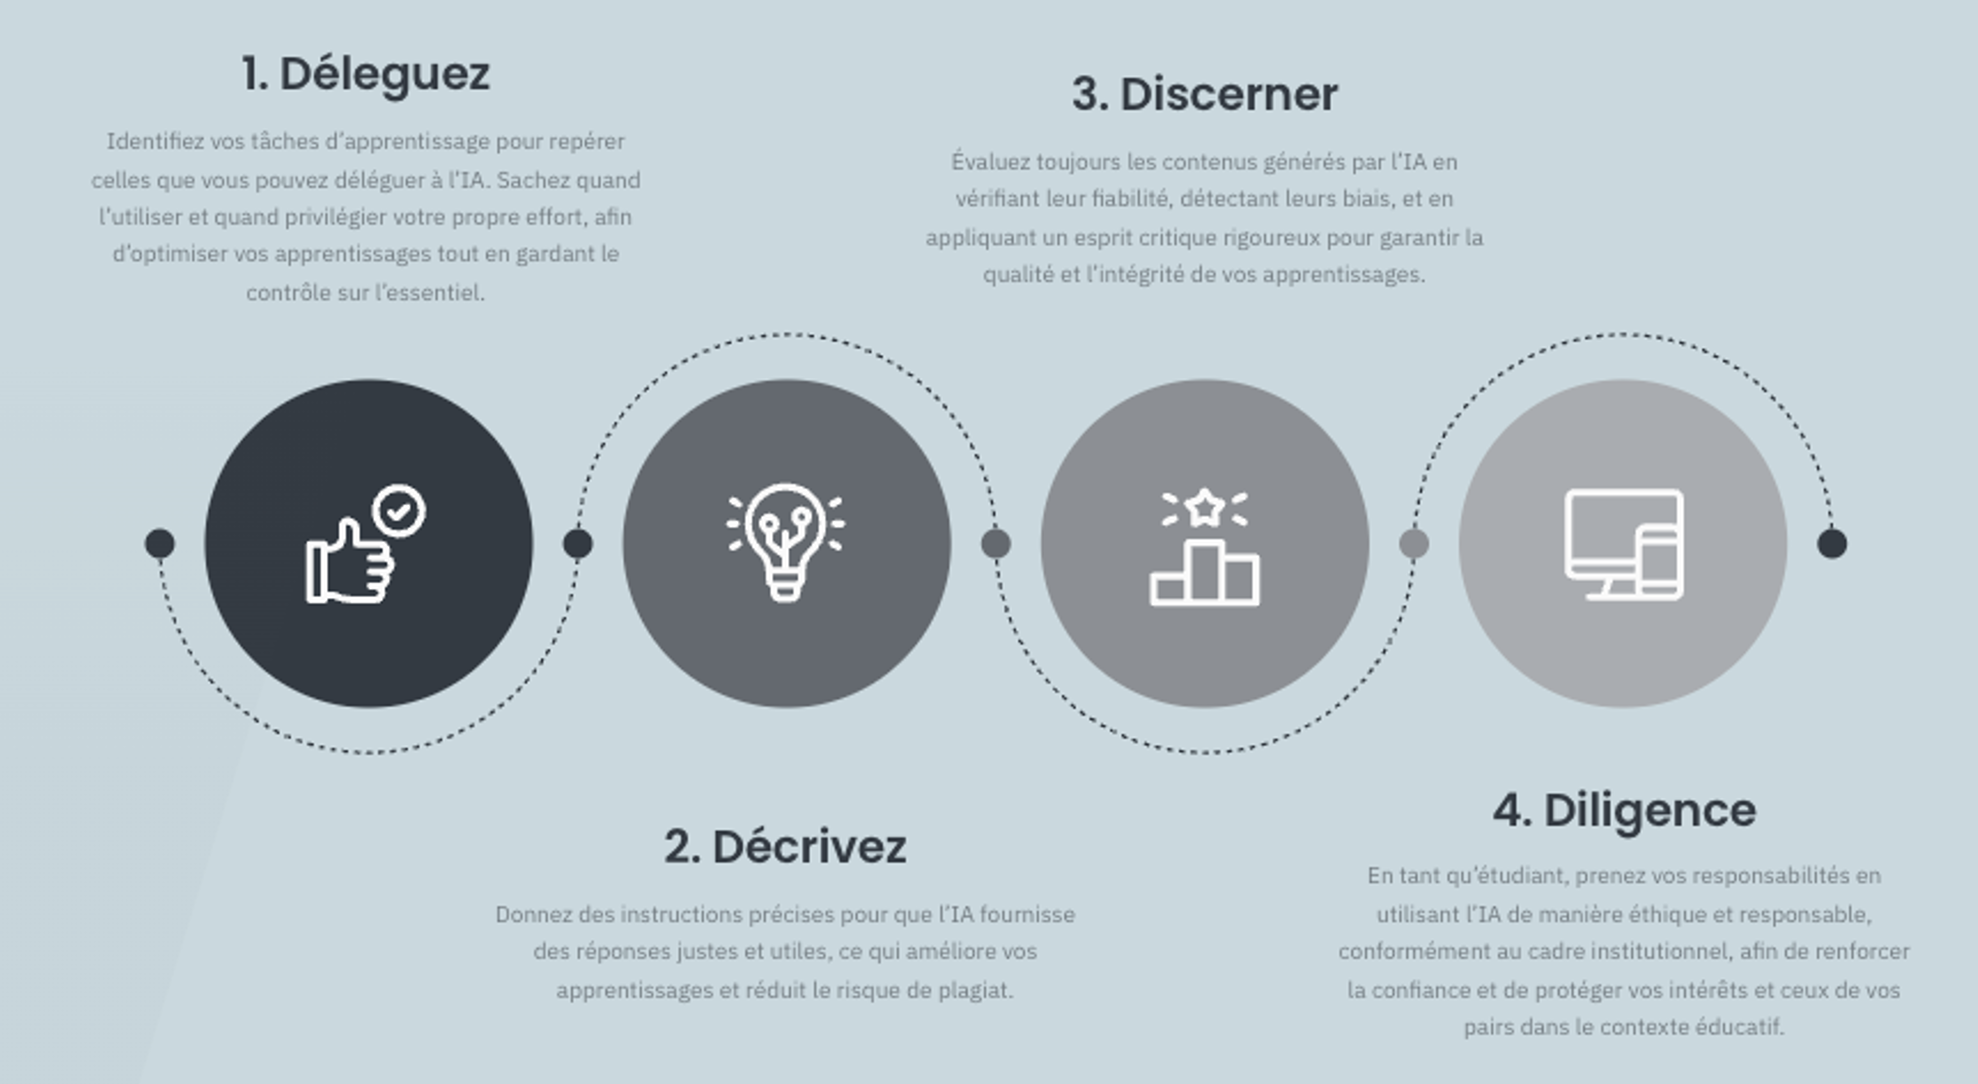 1. Déleguez
Identifiez vos tâches d’apprentissage pour repérer
celles que vous pouvez déléguer à l’IA. Sachez quand
l’utiliser et quand privilégier votre propre effort, afin
d’optimiser vos apprentissages tout en gardant le
contrôle sur l’essentiel.
2. Décrivez
Donnez des instructions précises pour que l’IA fournisse
des réponses justes et utiles, ce qui améliore vos
apprentissages et réduit le risque de plagiat.
3. Discerner
Évaluez toujours les contenus générés par l’IA en
vérifiant leur fiabilité, détectant leurs biais, et en
appliquant un esprit critique rigoureux pour garantir la
qualité et l’intégrité de vos apprentissages.
4. Diligence
En tant qu’étudiant, prenez vos responsabilités en
utilisant l’IA de manière éthique et responsable,
conformément au cadre institutionnel, afin de renforcer
la confiance et de protéger vos intérêts et ceux de vos
pairs dans le contexte éducatif.